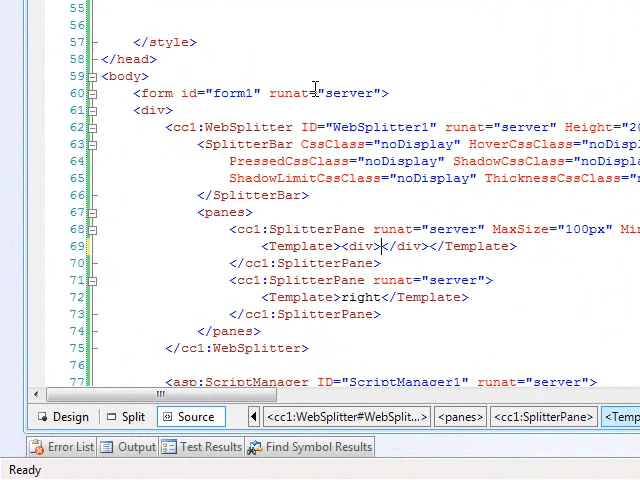 55
56
57 </style>
58 </head>
59 <body>
60 <form id="form1" runat="server">
61 <div>
62 <cc1:WebSplitter ID="WebSplitter1" runat="server" Height="20
63 <SplitterBar CssClass="noDisplay" HoverCssClass="noDispl
64 PressedCssClass="noDisplay" ShadowCssClass="noDispla
65 ShadowLimitCssClass="noDisplay" ThicknessCssClass="n
66 </SplitterBar>
67 <panes>
68 <cc1:SplitterPane runat="server" MaxSize="100px" Min
69 <Template><div></div></Template>
70 </cc1:SplitterPane>
71 <cc1:SplitterPane runat="server">
72 <Template>right</Template>
73 </cc1:SplitterPane>
74 </panes>
75 </cc1:WebSplitter>
76
77 <asp:ScriptManager ID="ScriptManager1" runat="server">
Design Split Source <cc1:WebSplitter#WebSplit...> <panes> <cc1:SplitterPane> <Temp
Error List Output Test Results Find Symbol Results
Ready